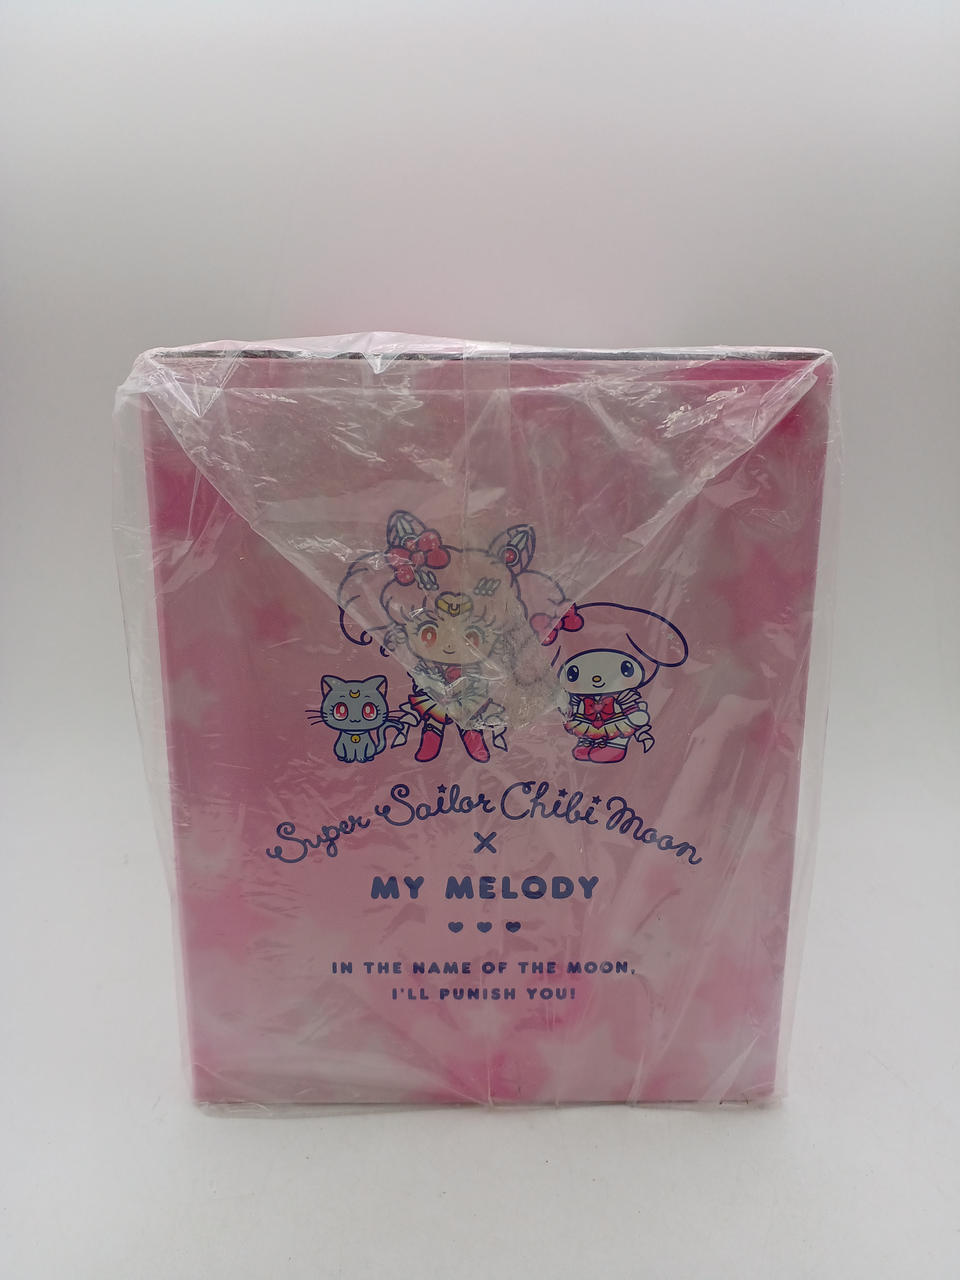 Super Sailor Chibi Moon
×
MY MELODY
IN THE NAME OF THE MOON,
I'LL PUNISH YOU!